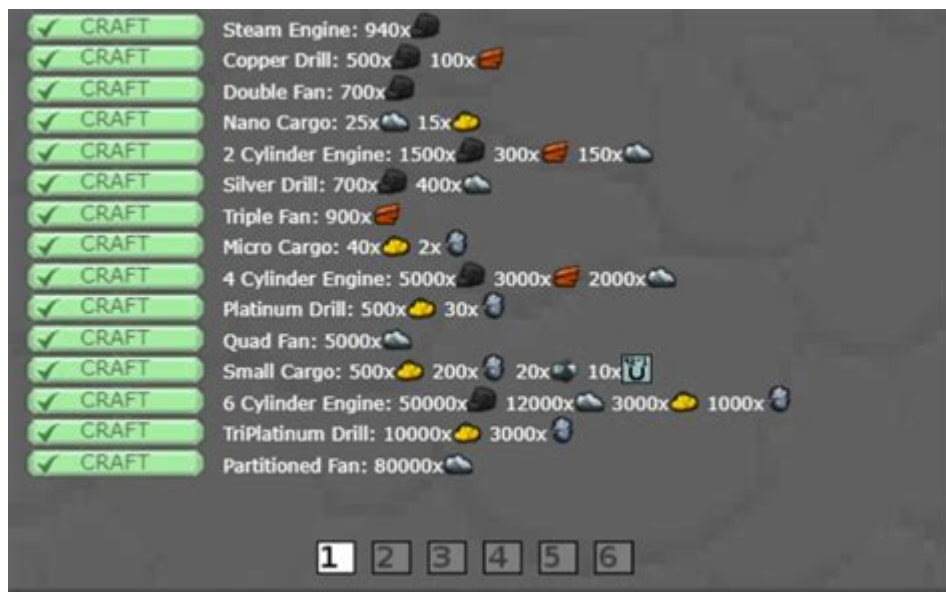 CRAFT Steam Engine: 940x
CRAFT Copper Drill: 500x 100x
CRAFT Double Fan: 700x
CRAFT Nano Cargo: 25x 15x
CRAFT 2 Cylinder Engine: 1500x 300x 150x
CRAFT Silver Drill: 700x 400x
CRAFT Triple Fan: 900x
CRAFT Micro Cargo: 40x 2x
CRAFT 4 Cylinder Engine: 5000x 3000x 2000x
CRAFT Platinum Drill: 500x 30x
CRAFT Quad Fan: 5000x
CRAFT Small Cargo: 500x 200x 20x 10x
CRAFT 6 Cylinder Engine: 50000x 12000x 3000x 1000x
CRAFT TriPlatinum Drill: 10000x 3000x
CRAFT Partitioned Fan: 80000x
1 2 3 4 5 6